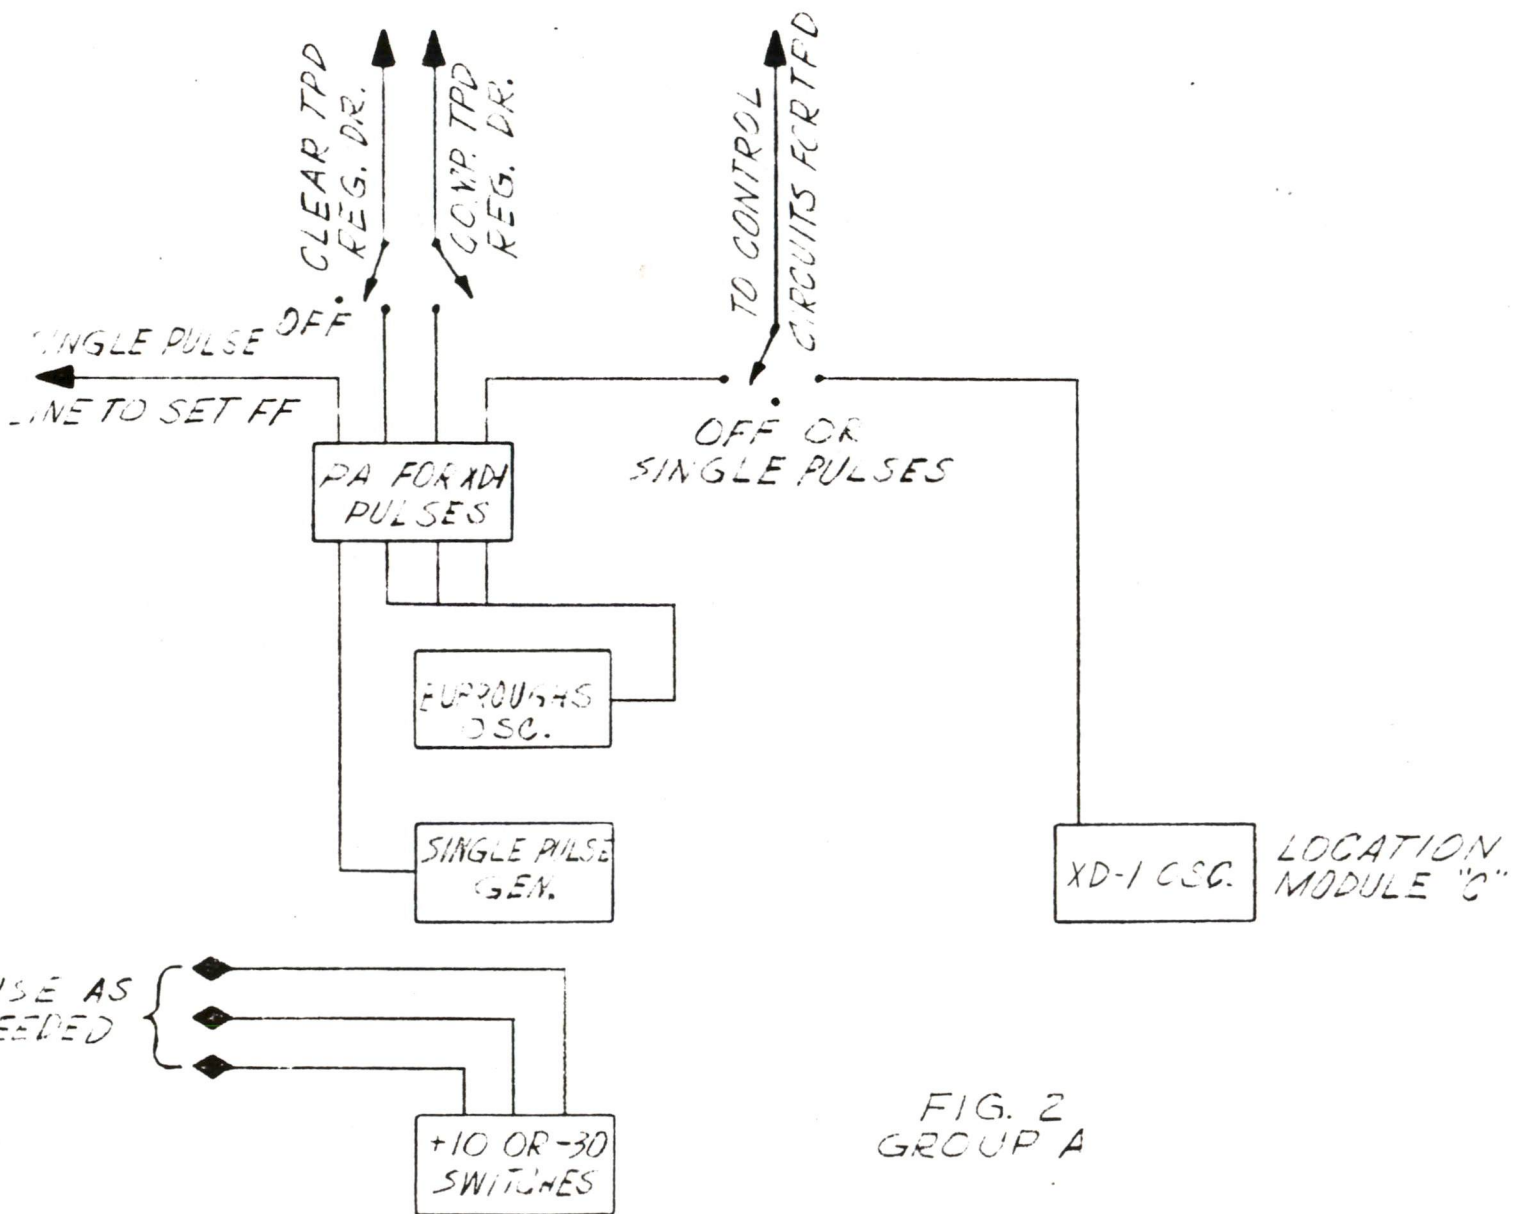 CLEAR TPD
REG. DR.
COMP. TPD
REG. DR.
TO CONTROL
CIRCUITS FOR TPD
OFF
SINGLE PULSE
LINE TO SET FF
OFF OR
SINGLE PULSES
PA FOR XD-1
PULSES
BURROUGHS
OSC.
SINGLE PULSE
GEN.
XD-1 OSC.
LOCATION
MODULE "C"
USE AS
NEEDED
+10 OR -30
SWITCHES
FIG. 2
GROUP A